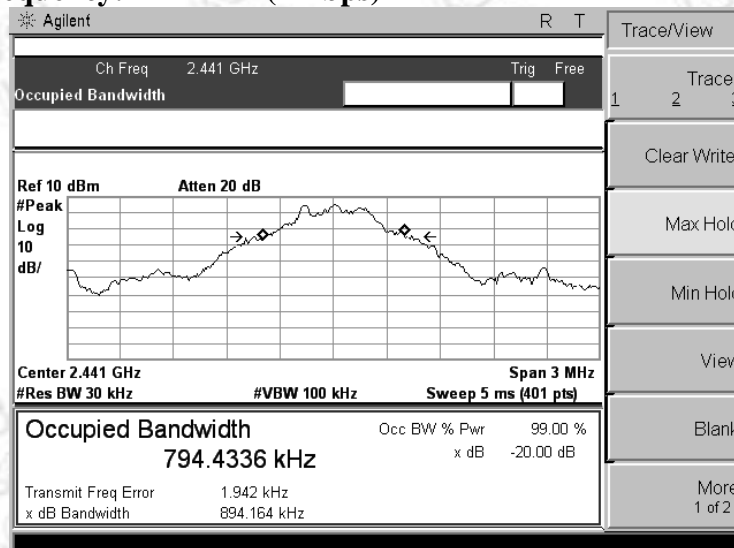 Agilent R T
Trace/View
Ch Freq 2.441 GHz Trig Free
Occupied Bandwidth
Trace
1 2
Clear Write
Ref 10 dBm Atten 20 dB
#Peak
Log
10
dB/
Max Hold
Min Hold
Center 2.441 GHz Span 3 MHz
#Res BW 30 kHz #VBW 100 kHz Sweep 5 ms (401 pts)
View
Occupied Bandwidth Occ BW % Pwr 99.00 %
794.4336 kHz x dB -20.00 dB
Blank
Transmit Freq Error 1.942 kHz
x dB Bandwidth 894.164 kHz
More
1 of 2